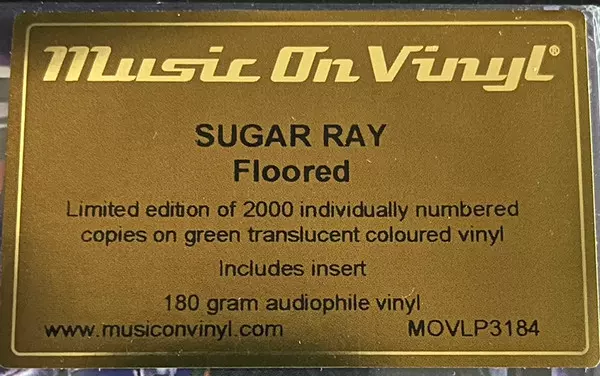 Music On Vinyl®
SUGAR RAY
Floored
Limited edition of 2000 individually numbered
copies on green translucent coloured vinyl
Includes insert
180 gram audiophile vinyl
www.musiconvinyl.com MOVLP3184